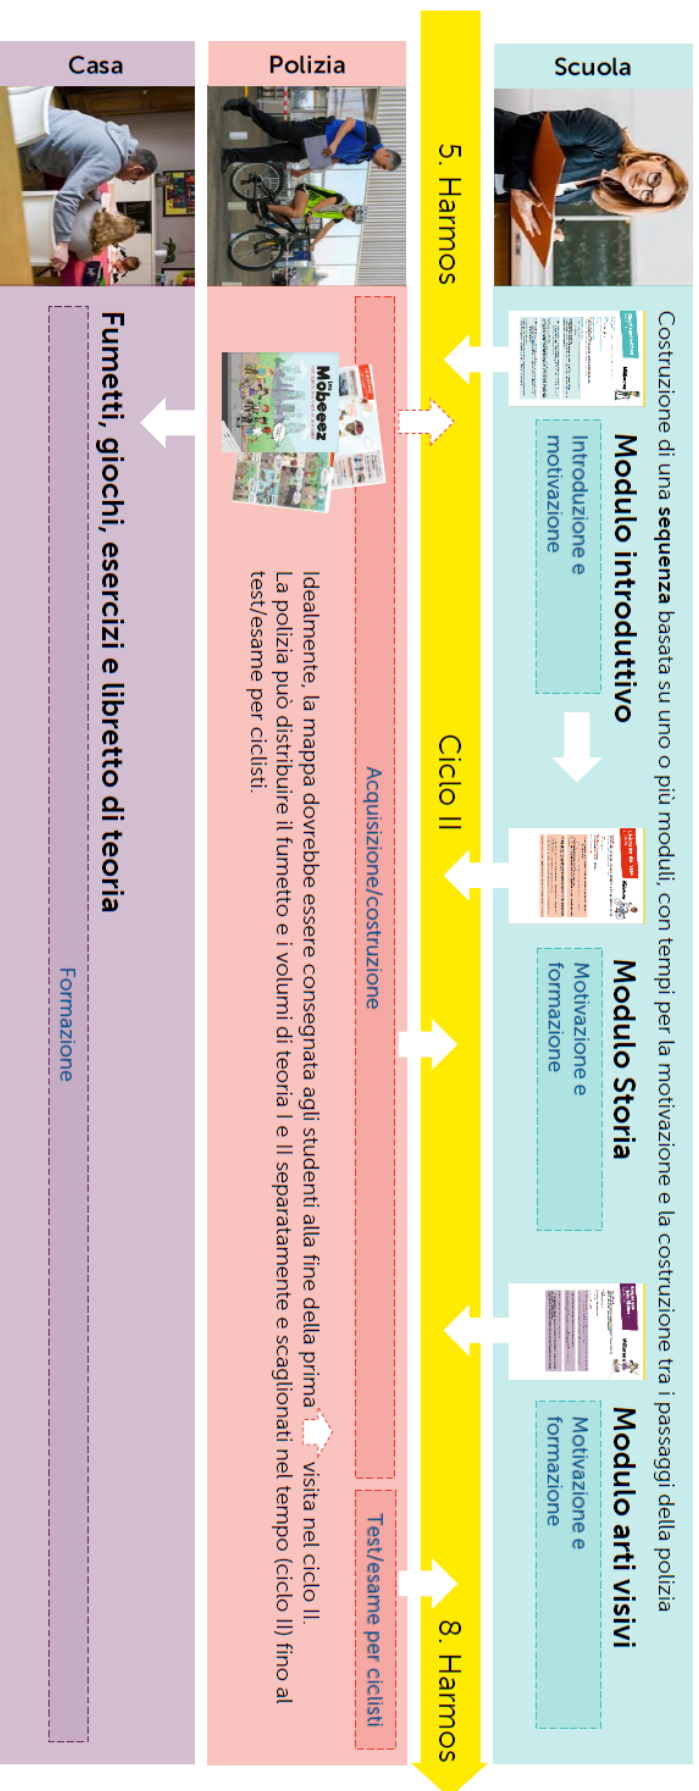 Scuola
Costruzione di una sequenza basata su uno o più moduli, con tempi per la motivazione e la costruzione tra i passaggi della polizia
Modulo introduttivo
Introduzione e
motivazione
Modulo Storia
Motivazione e
formazione
Modulo arti visivi
Motivazione e
formazione
5. Harmos
Ciclo II
8. Harmos
Polizia
Acquisizione/costruzione
Test/esame per ciclisti
Mobeeez
Idealmente, la mappa dovrebbe essere consegnata agli studenti alla fine della prima visita nel ciclo II.
La polizia può distribuire il fumetto e i volumi di teoria I e II separatamente e scaglionati nel tempo (ciclo II) fino al
test/esame per ciclisti.
Casa
Fumetti, giochi, esercizi e libretto di teoria
Formazione